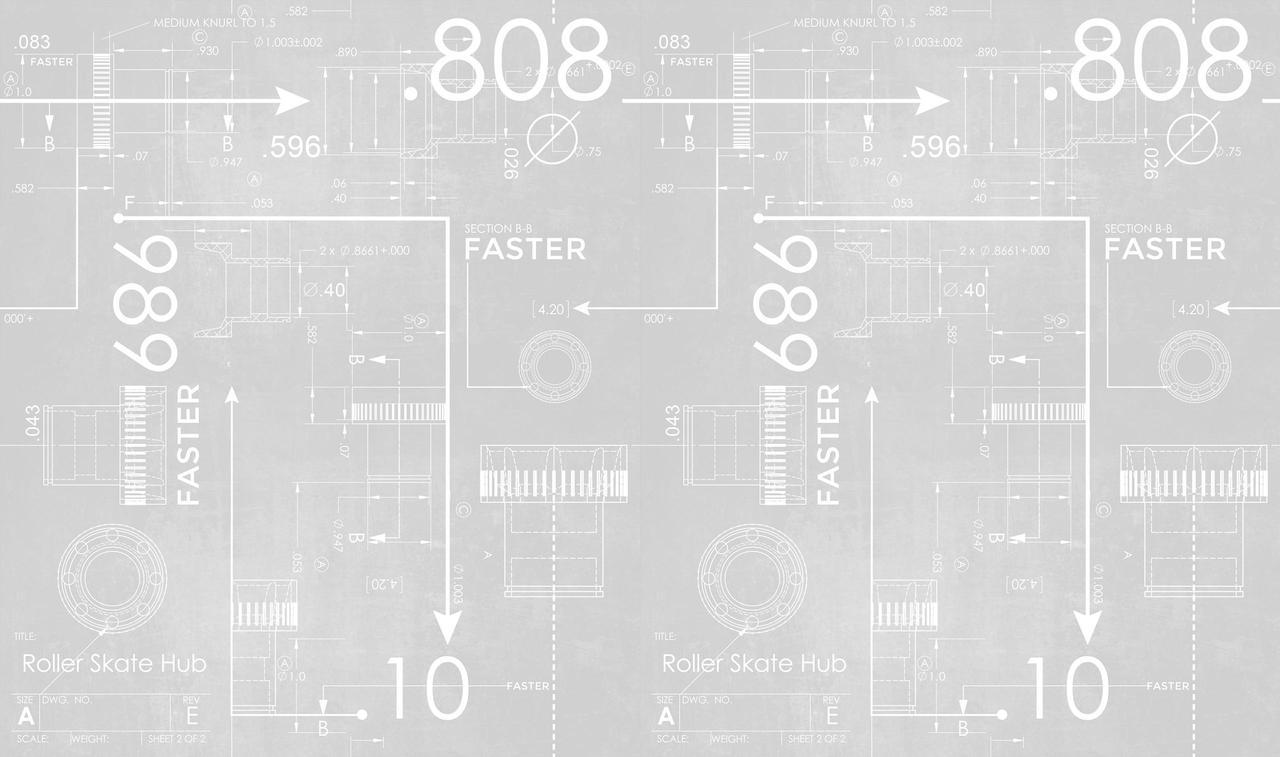 .582
MEDIUM KNURL TO 1.5
A
C
.083
FASTER
.930
Ø1.003±.002
.890
808
2 x Ø.8661
+.0002
E
A
Ø1.0
B
B
.596
.026
Ø.75
.07
Ø.947
A
.582
.06
.40
F
.053
SECTION B-B
FASTER
989
2 x Ø.8661+.000
Ø.40
[4.20]
000'+
.582
Ø1.0
A
B
FASTER
.043
.07
C
Ø.947
B
A
.053
A
[4.20]
Ø1.003
TITLE:
Roller Skate Hub
A
Ø1.0
10
FASTER
SIZE
DWG. NO.
REV
A
E
B
SCALE:
WEIGHT:
SHEET 2 OF 2
.582
MEDIUM KNURL TO 1.5
A
C
.083
FASTER
.930
Ø1.003±.002
.890
808
2 x Ø.8661
+.0002
E
A
Ø1.0
B
B
.596
.026
Ø.75
.07
Ø.947
A
.582
.06
.40
F
.053
SECTION B-B
FASTER
989
2 x Ø.8661+.000
Ø.40
[4.20]
000'+
.582
Ø1.0
A
B
FASTER
.043
.07
C
Ø.947
B
A
.053
A
[4.20]
Ø1.003
TITLE:
Roller Skate Hub
A
Ø1.0
10
FASTER
SIZE
DWG. NO.
REV
A
E
B
SCALE:
WEIGHT:
SHEET 2 OF 2